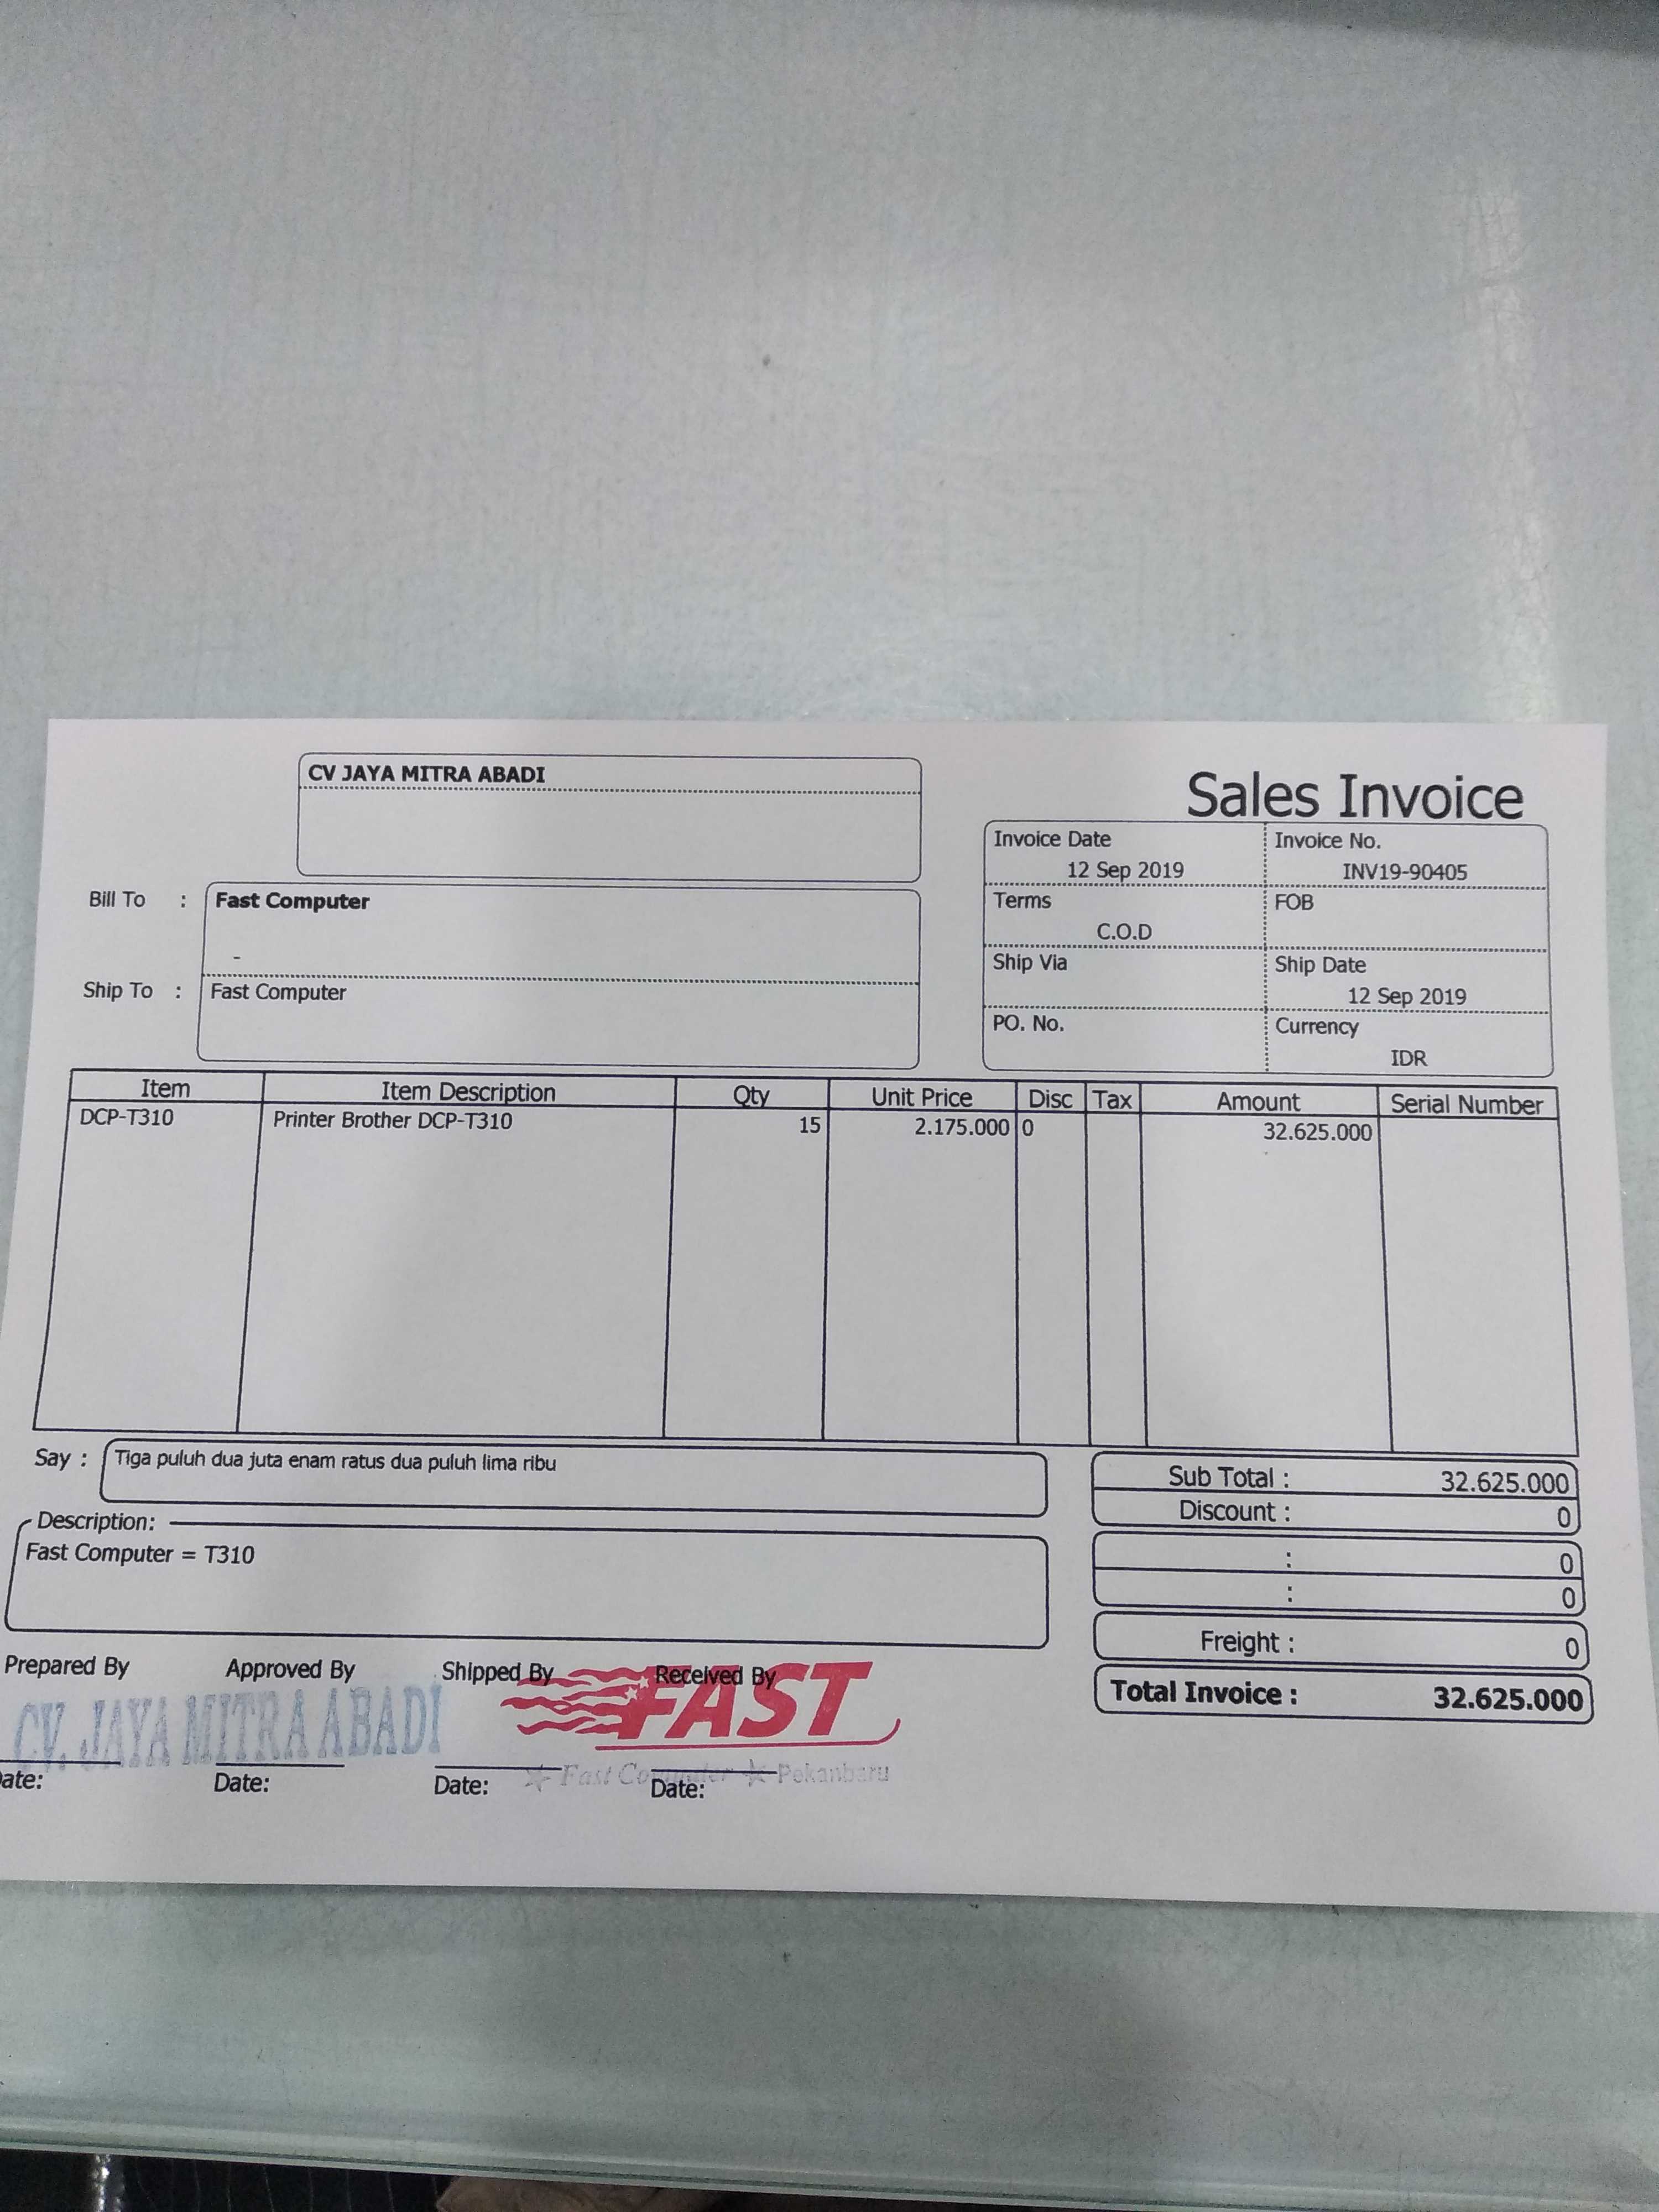 CV JAYA MITRA ABADI
Sales Invoice
Invoice Date Invoice No.
12 Sep 2019 INV19-90405
Bill To : Fast Computer
Terms FOB
C.O.D
-
Ship Via Ship Date
12 Sep 2019
Ship To : Fast Computer
PO. No. Currency
IDR
Item Item Description Qty Unit Price Disc Tax Amount Serial Number
DCP-T310 Printer Brother DCP-T310 15 2.175.000 0 32.625.000
Say : Tiga puluh dua juta enam ratus dua puluh lima ribu
Sub Total : 32.625.000
Discount : 0
Description:
Fast Computer = T310
: 0
: 0
Freight : 0
Total Invoice : 32.625.000
Prepared By Approved By Shipped By Received By
CV. JAYA MITRA ABADI
FAST
Fast Computer Pekanbaru
ate: Date: Date: Date: